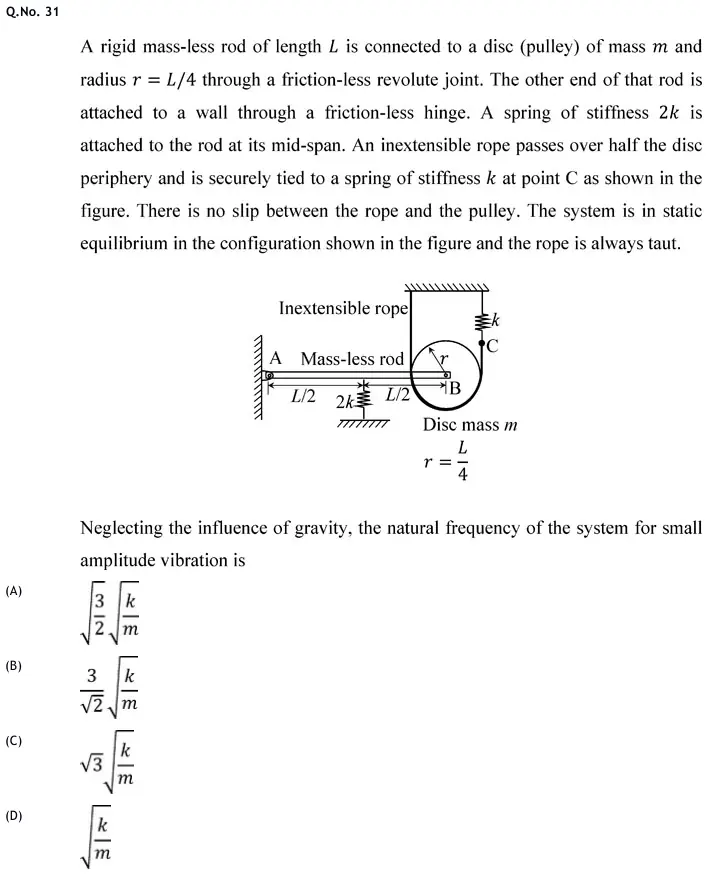 Q.No. 31
A rigid mass-less rod of length L is connected to a disc (pulley) of mass m and
radius r = L/4 through a friction-less revolute joint. The other end of that rod is
attached to a wall through a friction-less hinge. A spring of stiffness 2k is
attached to the rod at its mid-span. An inextensible rope passes over half the disc
periphery and is securely tied to a spring of stiffness k at point C as shown in the
figure. There is no slip between the rope and the pulley. The system is in static
equilibrium in the configuration shown in the figure and the rope is always taut.
Inextensible rope
k
C
A Mass-less rod r
L/2 2k L/2 B
Disc mass m
r = L/4
Neglecting the influence of gravity, the natural frequency of the system for small
amplitude vibration is
(A) √(3/2) √(k/m)
(B) 3/√2 √(k/m)
(C) √3 √(k/m)
(D) √(k/m)